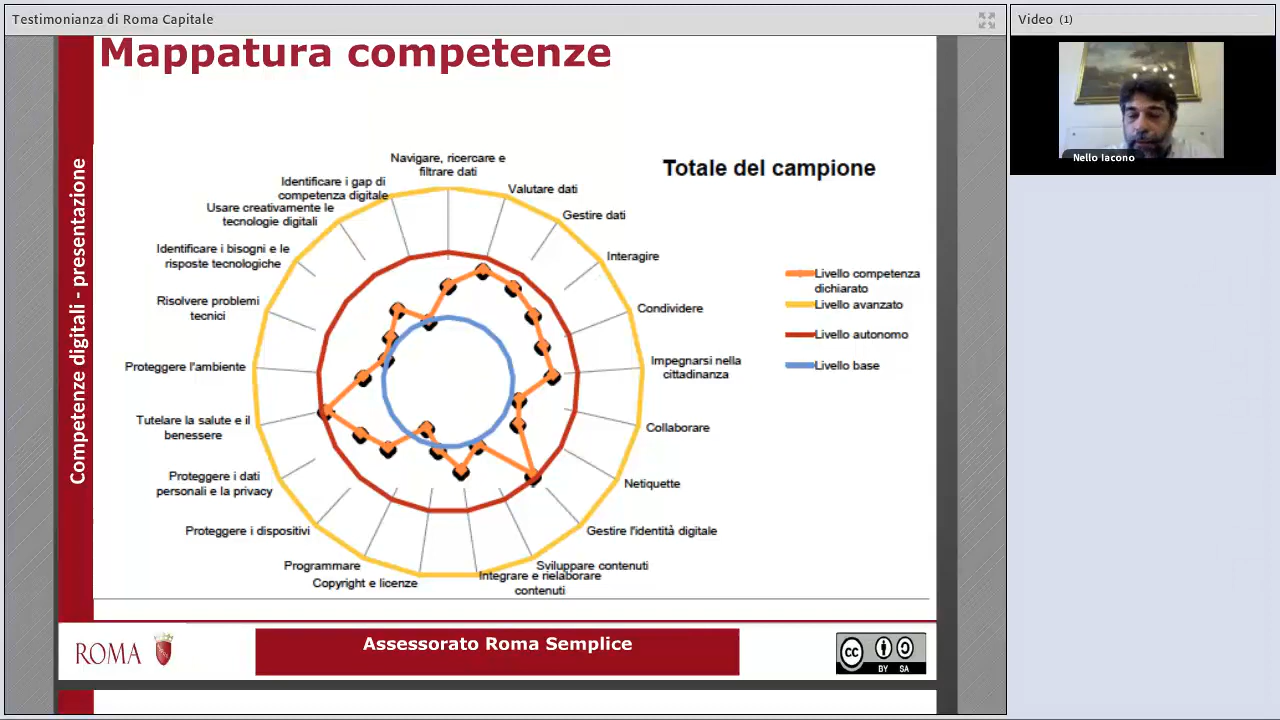 Testimonianza di Roma Capitale
Video (1)
Nello Iacono
Mappatura competenze
Competenze digitali - presentazione
Totale del campione
Navigare, ricercare e
filtrare dati
Valutare dati
Gestire dati
Interagire
Condividere
Impegnarsi nella
cittadinanza
Collaborare
Netiquette
Gestire l'identità digitale
Sviluppare contenuti
Integrare e rielaborare
contenuti
Copyright e licenze
Programmare
Proteggere i dispositivi
Proteggere i dati
personali e la privacy
Tutelare la salute e il
benessere
Proteggere l'ambiente
Risolvere problemi
tecnici
Identificare i bisogni e le
risposte tecnologiche
Usare creativamente le
tecnologie digitali
Identificare i gap di
competenza digitale
Livello competenza
dichiarato
Livello avanzato
Livello autonomo
Livello base
ROMA
Assessorato Roma Semplice
cc
BY SA